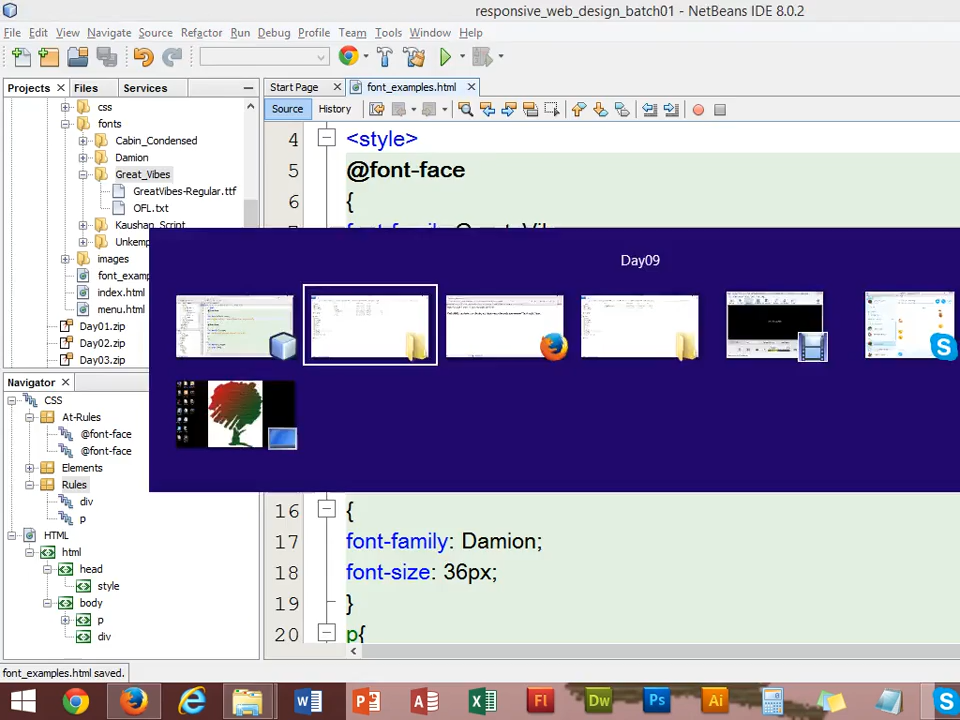 responsive_web_design_batch01 - NetBeans IDE 8.0.2
File Edit View Navigate Source Refactor Run Debug Profile Team Tools Window Help
Projects Files Services
Start Page font_examples.html
Source History
css
fonts
Cabin_Condensed
Damion
Great_Vibes
GreatVibes-Regular.ttf
OFL.txt
Kaushan_Script
Unkemp
images
font_examp
index.html
menu.html
Day01.zip
Day02.zip
Day03.zip
4 <style>
5 @font-face
6 {
Day09
16 {
17 font-family: Damion;
18 font-size: 36px;
19 }
20 p{
Navigator
CSS
At-Rules
@font-face
@font-face
Elements
Rules
div
p
HTML
html
head
style
body
p
div
font_examples.html saved.